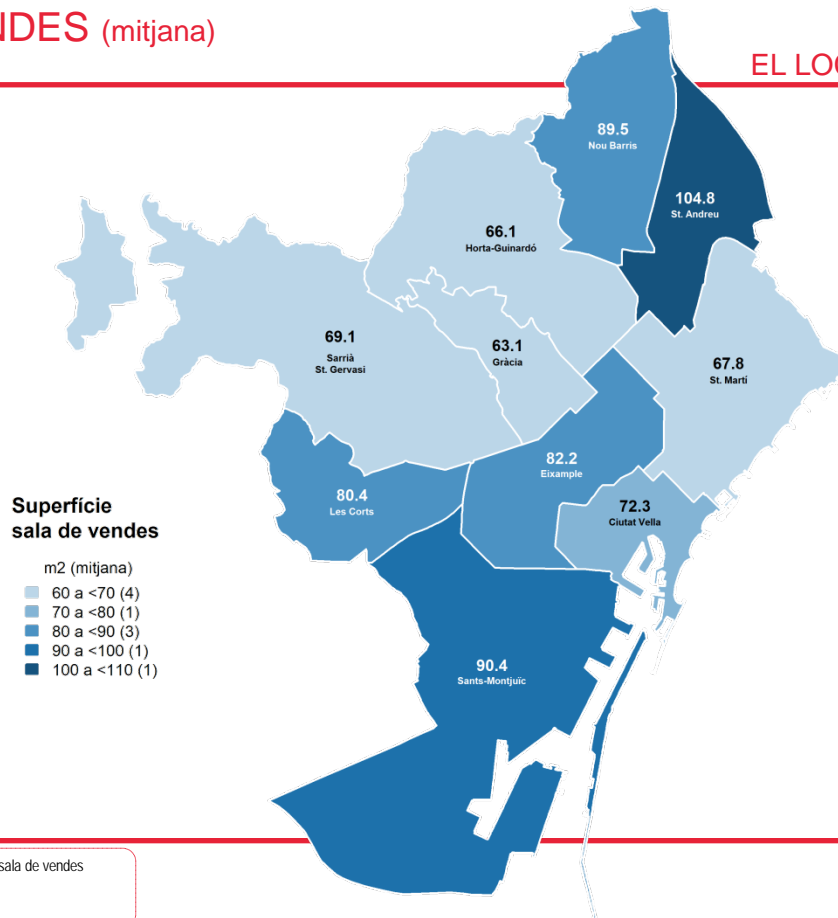 NDES (mitjana)
EL LOC
89.5
Nou Barris
104.8
St. Andreu
66.1
Horta-Guinardó
69.1
Sarrià
St. Gervasi
63.1
Gràcia
67.8
St. Martí
82.2
Eixample
80.4
Les Corts
72.3
Ciutat Vella
Superfície
sala de vendes
m2 (mitjana)
60 a <70 (4)
70 a <80 (1)
80 a <90 (3)
90 a <100 (1)
100 a <110 (1)
90.4
Sants-Montjuïc
sala de vendes